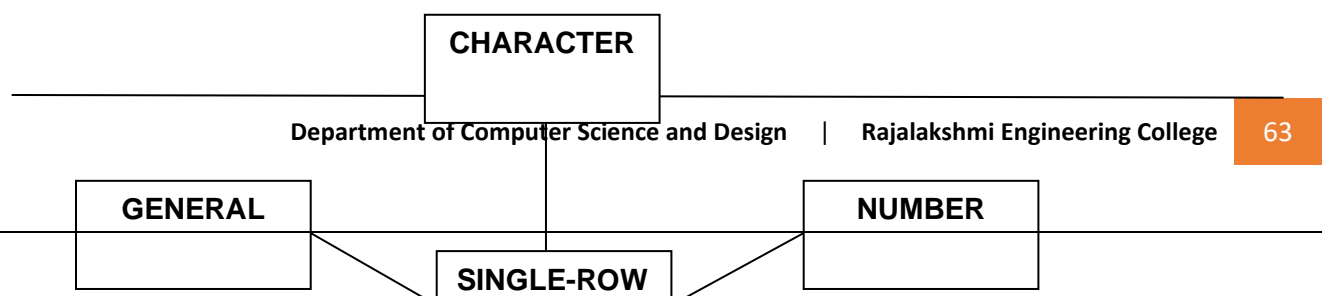 CHARACTER
Department of Computer Science and Design | Rajalakshmi Engineering College 63
GENERAL NUMBER
SINGLE-ROW